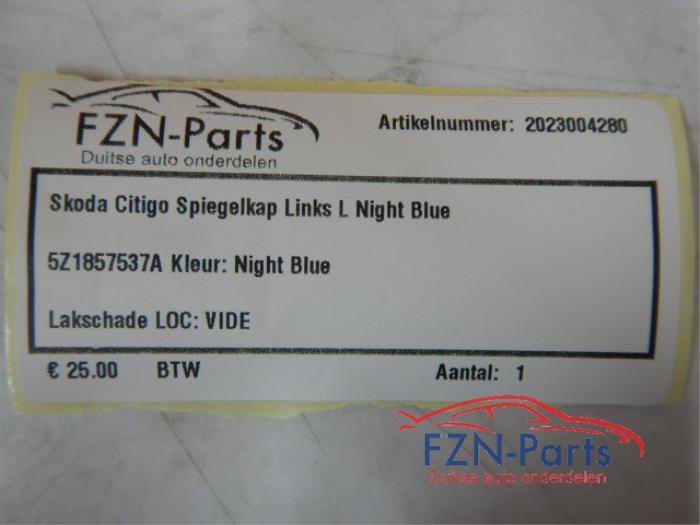 FZN-Parts
Duitse auto onderdelen
Artikelnummer: 2023004280
Skoda Citigo Spiegelkap Links L Night Blue
5Z1857537A Kleur: Night Blue
Lakschade LOC: VIDE
€ 25.00 BTW Aantal: 1
FZN-Parts
Duitse auto onderdelen